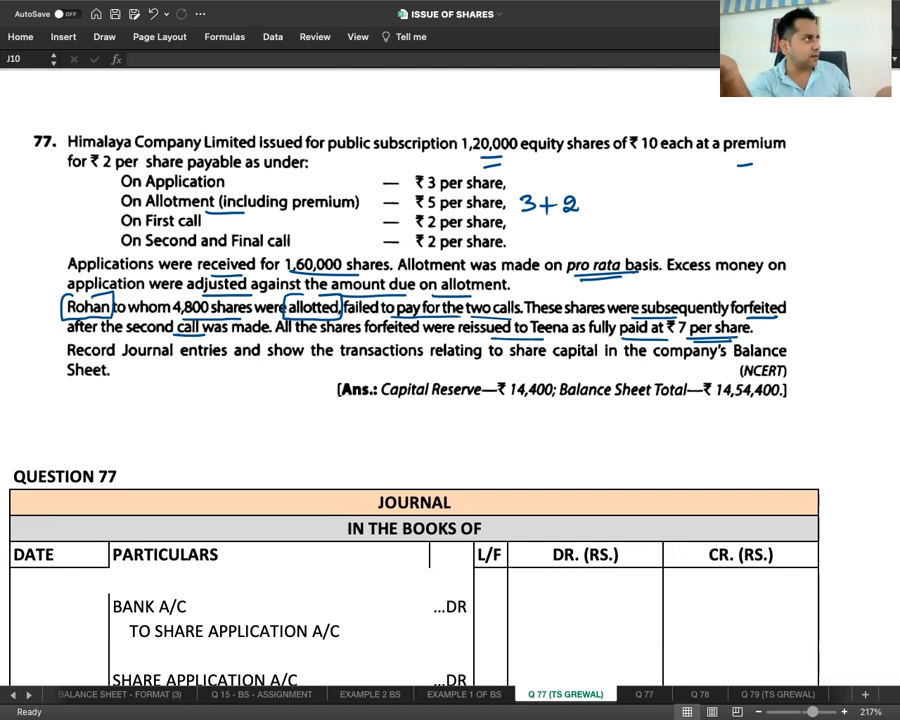 AutoSave OFF ISSUE OF SHARES
Home Insert Draw Page Layout Formulas Data Review View Tell me
J10 fx
77. Himalaya Company Limited issued for public subscription 1,20,000 equity shares of ₹ 10 each at a premium
for ₹ 2 per share payable as under:
On Application — ₹ 3 per share,
On Allotment (including premium) — ₹ 5 per share, 3+2
On First call — ₹ 2 per share,
On Second and Final call — ₹ 2 per share.
Applications were received for 1,60,000 shares. Allotment was made on pro rata basis. Excess money on
application were adjusted against the amount due on allotment.
Rohan to whom 4,800 shares were allotted, failed to pay for the two calls. These shares were subsequently forfeited
after the second call was made. All the shares forfeited were reissued to Teena as fully paid at ₹ 7 per share.
Record Journal entries and show the transactions relating to share capital in the company's Balance
Sheet. (NCERT)
[Ans.: Capital Reserve—₹ 14,400; Balance Sheet Total—₹ 14,54,400.]
QUESTION 77
JOURNAL
IN THE BOOKS OF
DATE PARTICULARS L/F DR. (RS.) CR. (RS.)
BANK A/C ...DR
TO SHARE APPLICATION A/C
SHARE APPLICATION A/C ...DR
BALANCE SHEET - FORMAT (3) Q 15 - BS - ASSIGNMENT EXAMPLE 2 BS EXAMPLE 1 OF BS Q 77 (TS GREWAL) Q 77 Q 78 Q 79 (TS GREWAL) +
Ready 217%